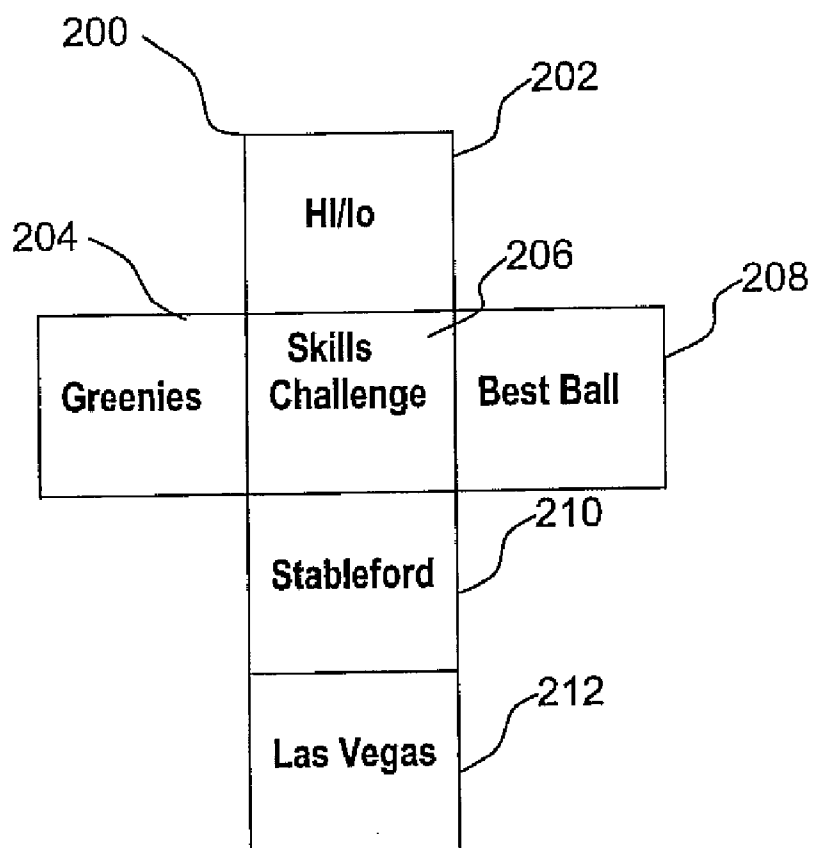 200
202
HI/lo
204
206
208
Skills
Challenge
Greenies
Best Ball
210
Stableford
212
Las Vegas